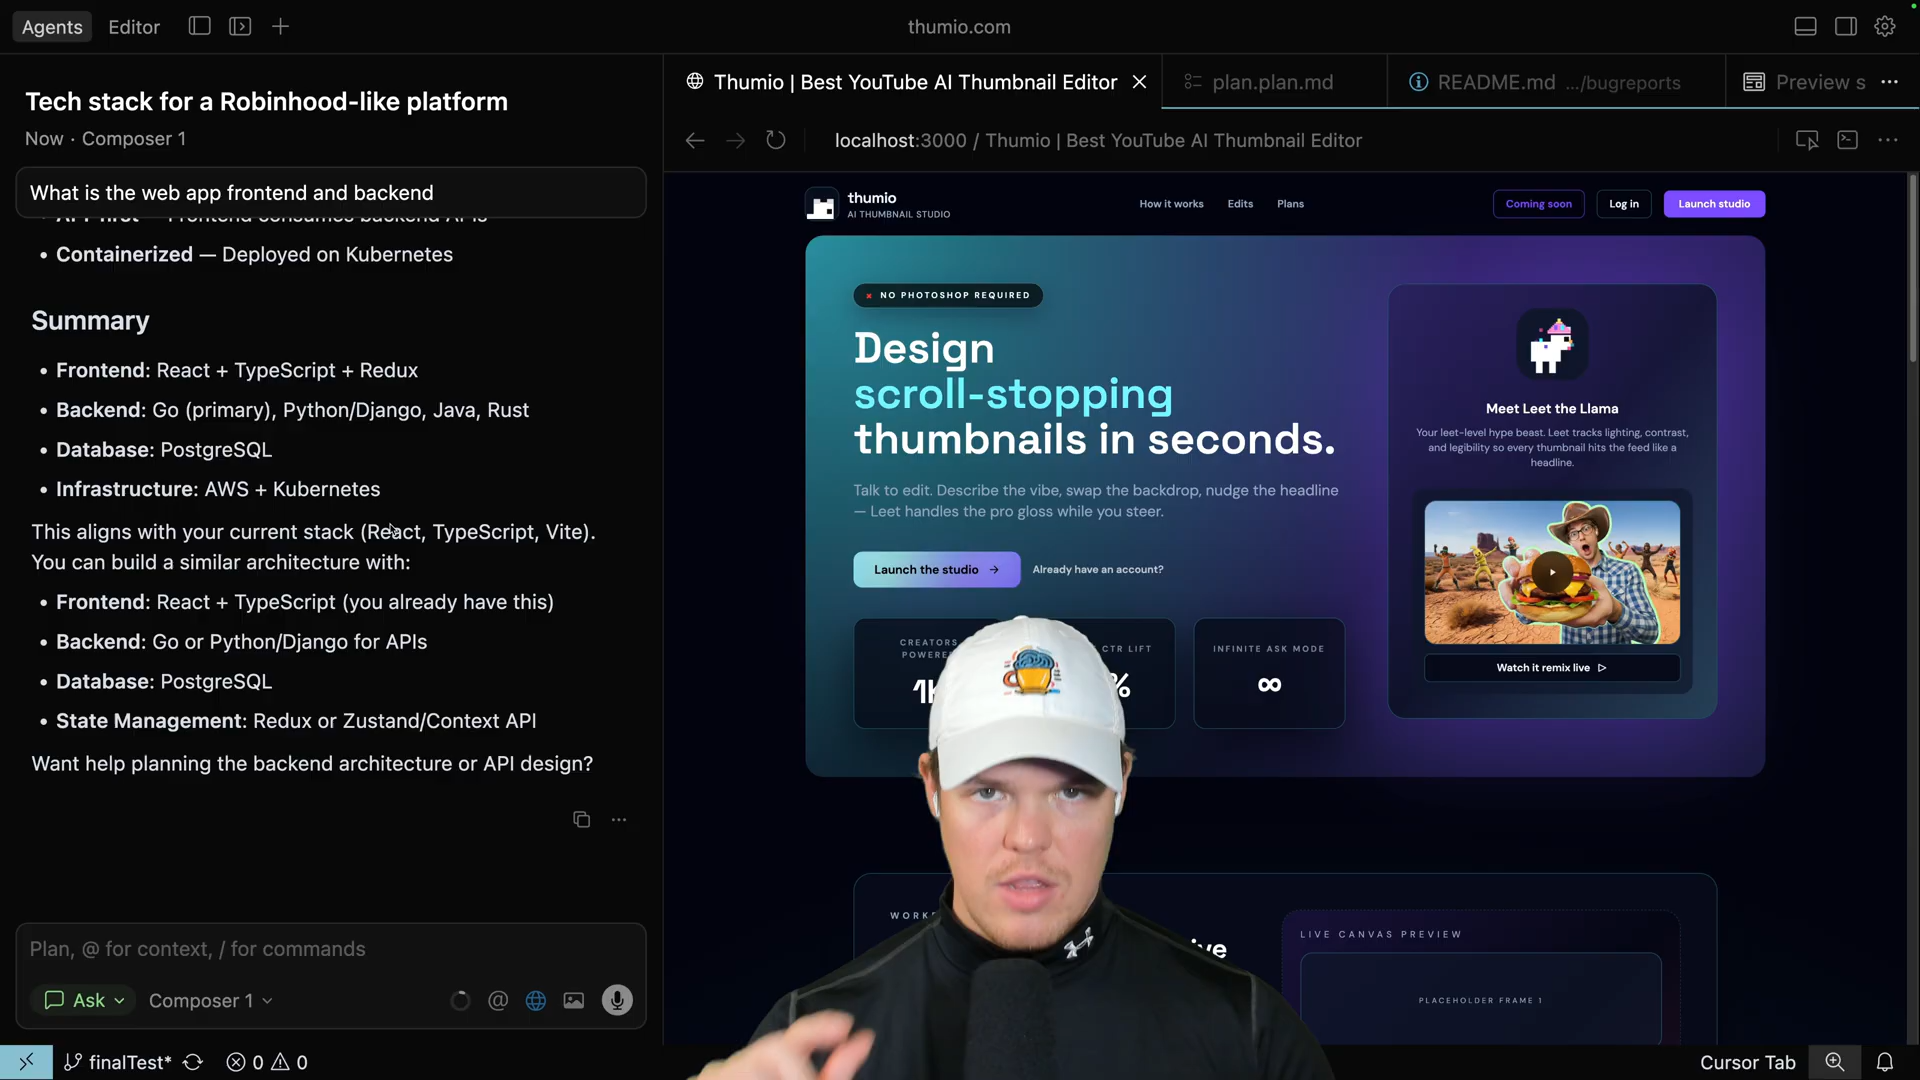 Agents
Editor
thumio.com
Tech stack for a Robinhood-like platform
Now · Composer 1
What is the web app frontend and backend
• API-first — Frontend consumes backend APIs
• Containerized — Deployed on Kubernetes
Summary
• Frontend: React + TypeScript + Redux
• Backend: Go (primary), Python/Django, Java, Rust
• Database: PostgreSQL
• Infrastructure: AWS + Kubernetes
This aligns with your current stack (React, TypeScript, Vite).
You can build a similar architecture with:
• Frontend: React + TypeScript (you already have this)
• Backend: Go or Python/Django for APIs
• Database: PostgreSQL
• State Management: Redux or Zustand/Context API
Want help planning the backend architecture or API design?
Plan, @ for context, / for commands
Ask
Composer 1
finalTest*
0
0
Thumio | Best YouTube AI Thumbnail Editor
plan.plan.md
README.md .../bugreports
Preview s
localhost:3000 / Thumio | Best YouTube AI Thumbnail Editor
thumio
AI THUMBNAIL STUDIO
How it works
Edits
Plans
Coming soon
Log in
Launch studio
NO PHOTOSHOP REQUIRED
Design
scroll-stopping
thumbnails in seconds.
Talk to edit. Describe the vibe, swap the backdrop, nudge the headline
— Leet handles the pro gloss while you steer.
Launch the studio →
Already have an account?
CREATORS
CTR LIFT
%
INFINITE ASK MODE
∞
Meet Leet the Llama
Your leet-level hype beast. Leet tracks lighting, contrast,
and legibility so every thumbnail hits the feed like a
headline.
Watch it remix live
LIVE CANVAS PREVIEW
PLACEHOLDER FRAME 1
Cursor Tab